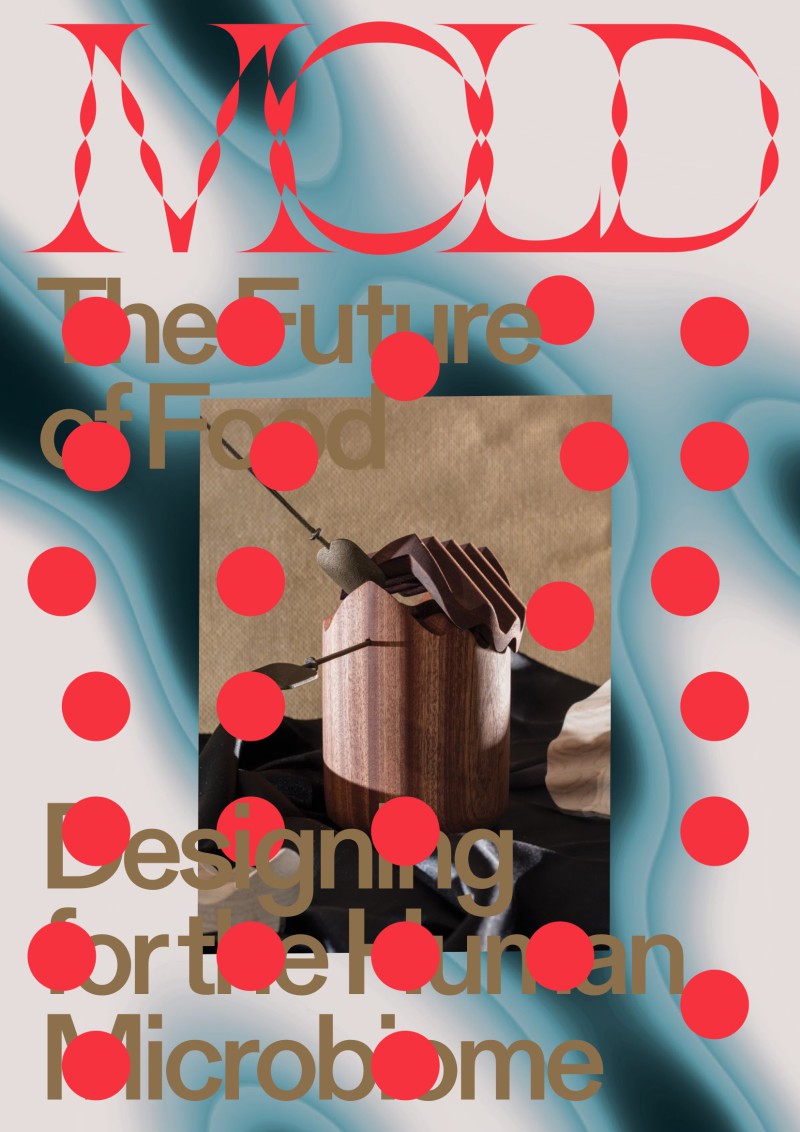 MOLD
The Future
of Food
Designing
for the Human
Microbiome